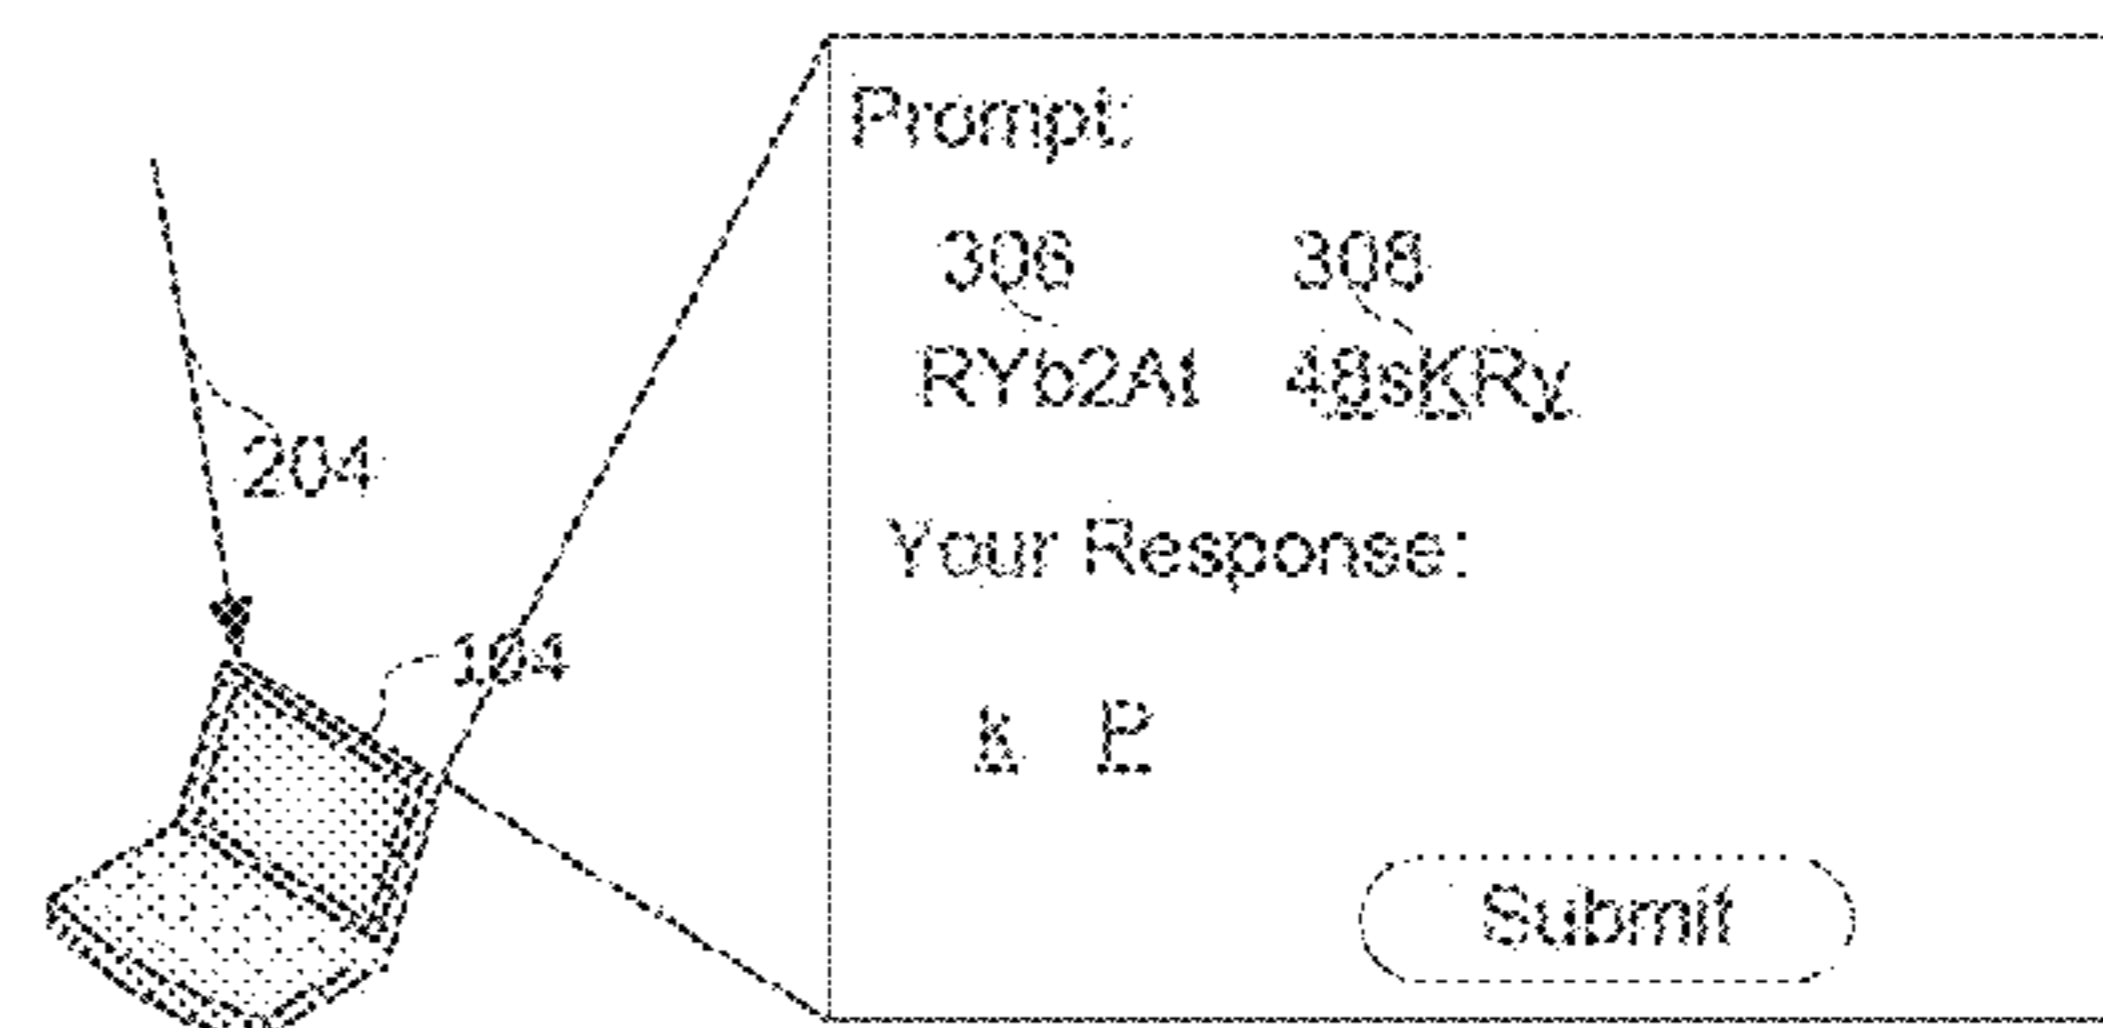 Prompt:
306 308
RYb2At 48sKRy
204
Your Response:
104
k P
Submit